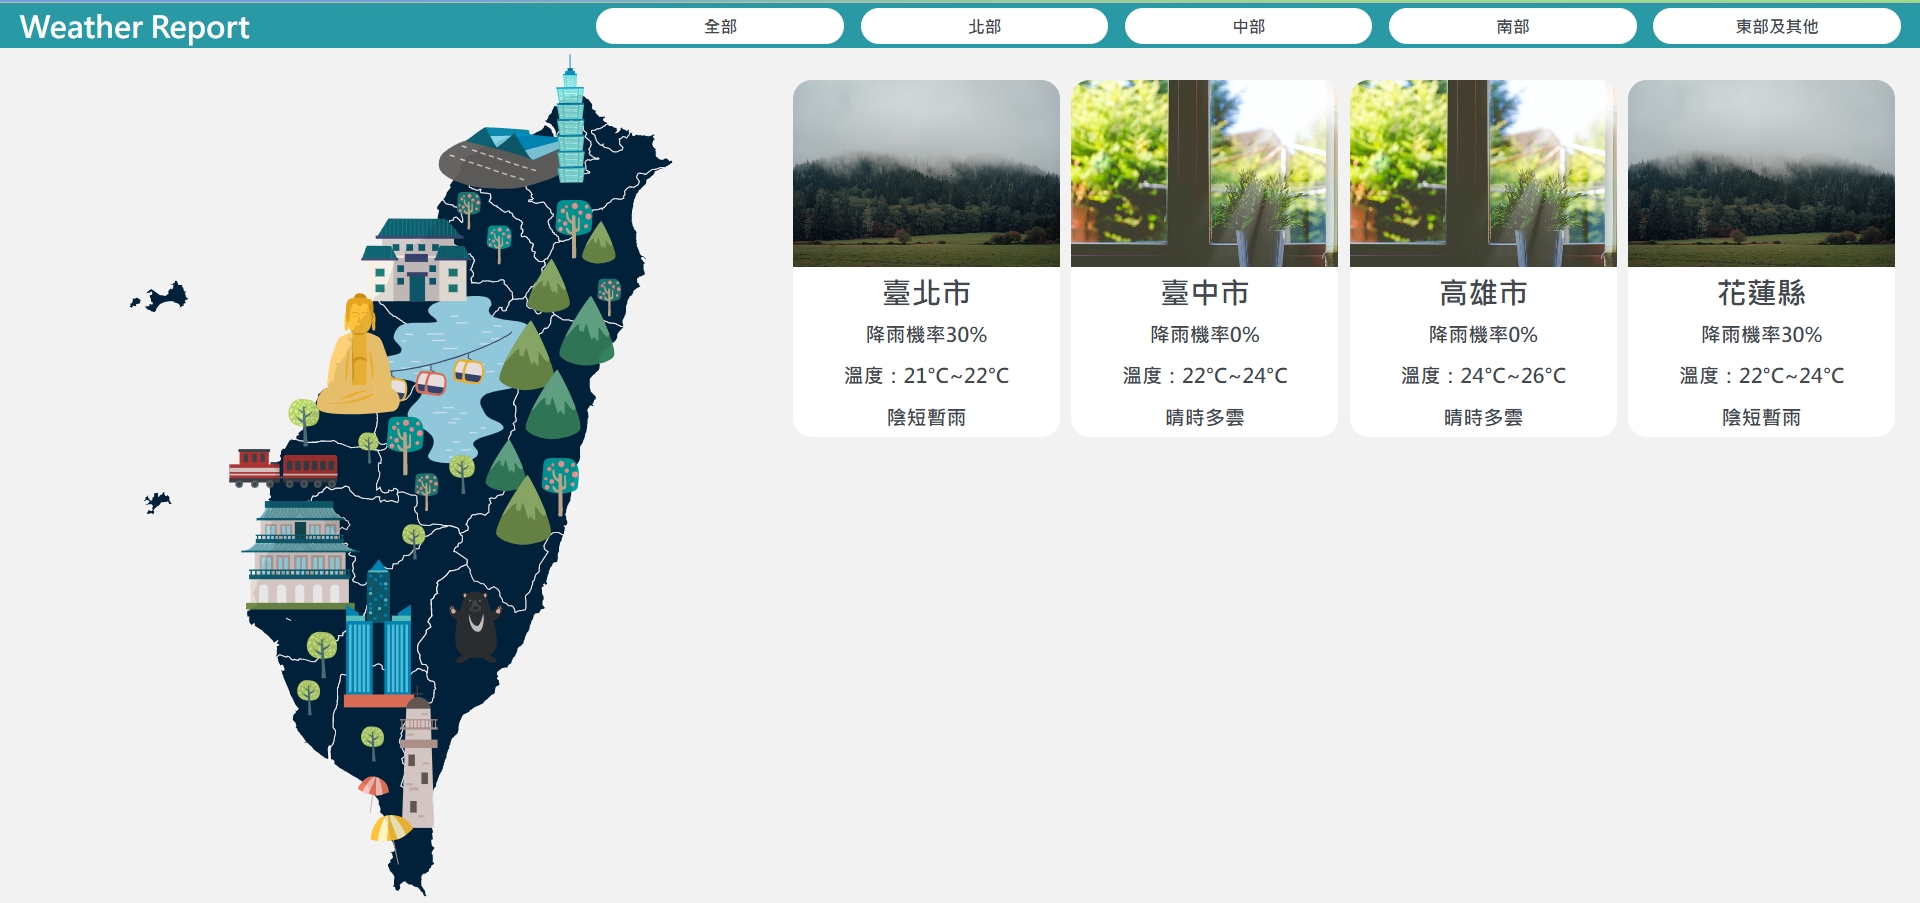 Weather Report
全部
北部
中部
南部
東部及其他
臺北市
降雨機率30%
溫度：21°C~22°C
陰短暫雨
臺中市
降雨機率0%
溫度：22°C~24°C
晴時多雲
高雄市
降雨機率0%
溫度：24°C~26°C
晴時多雲
花蓮縣
降雨機率30%
溫度：22°C~24°C
陰短暫雨